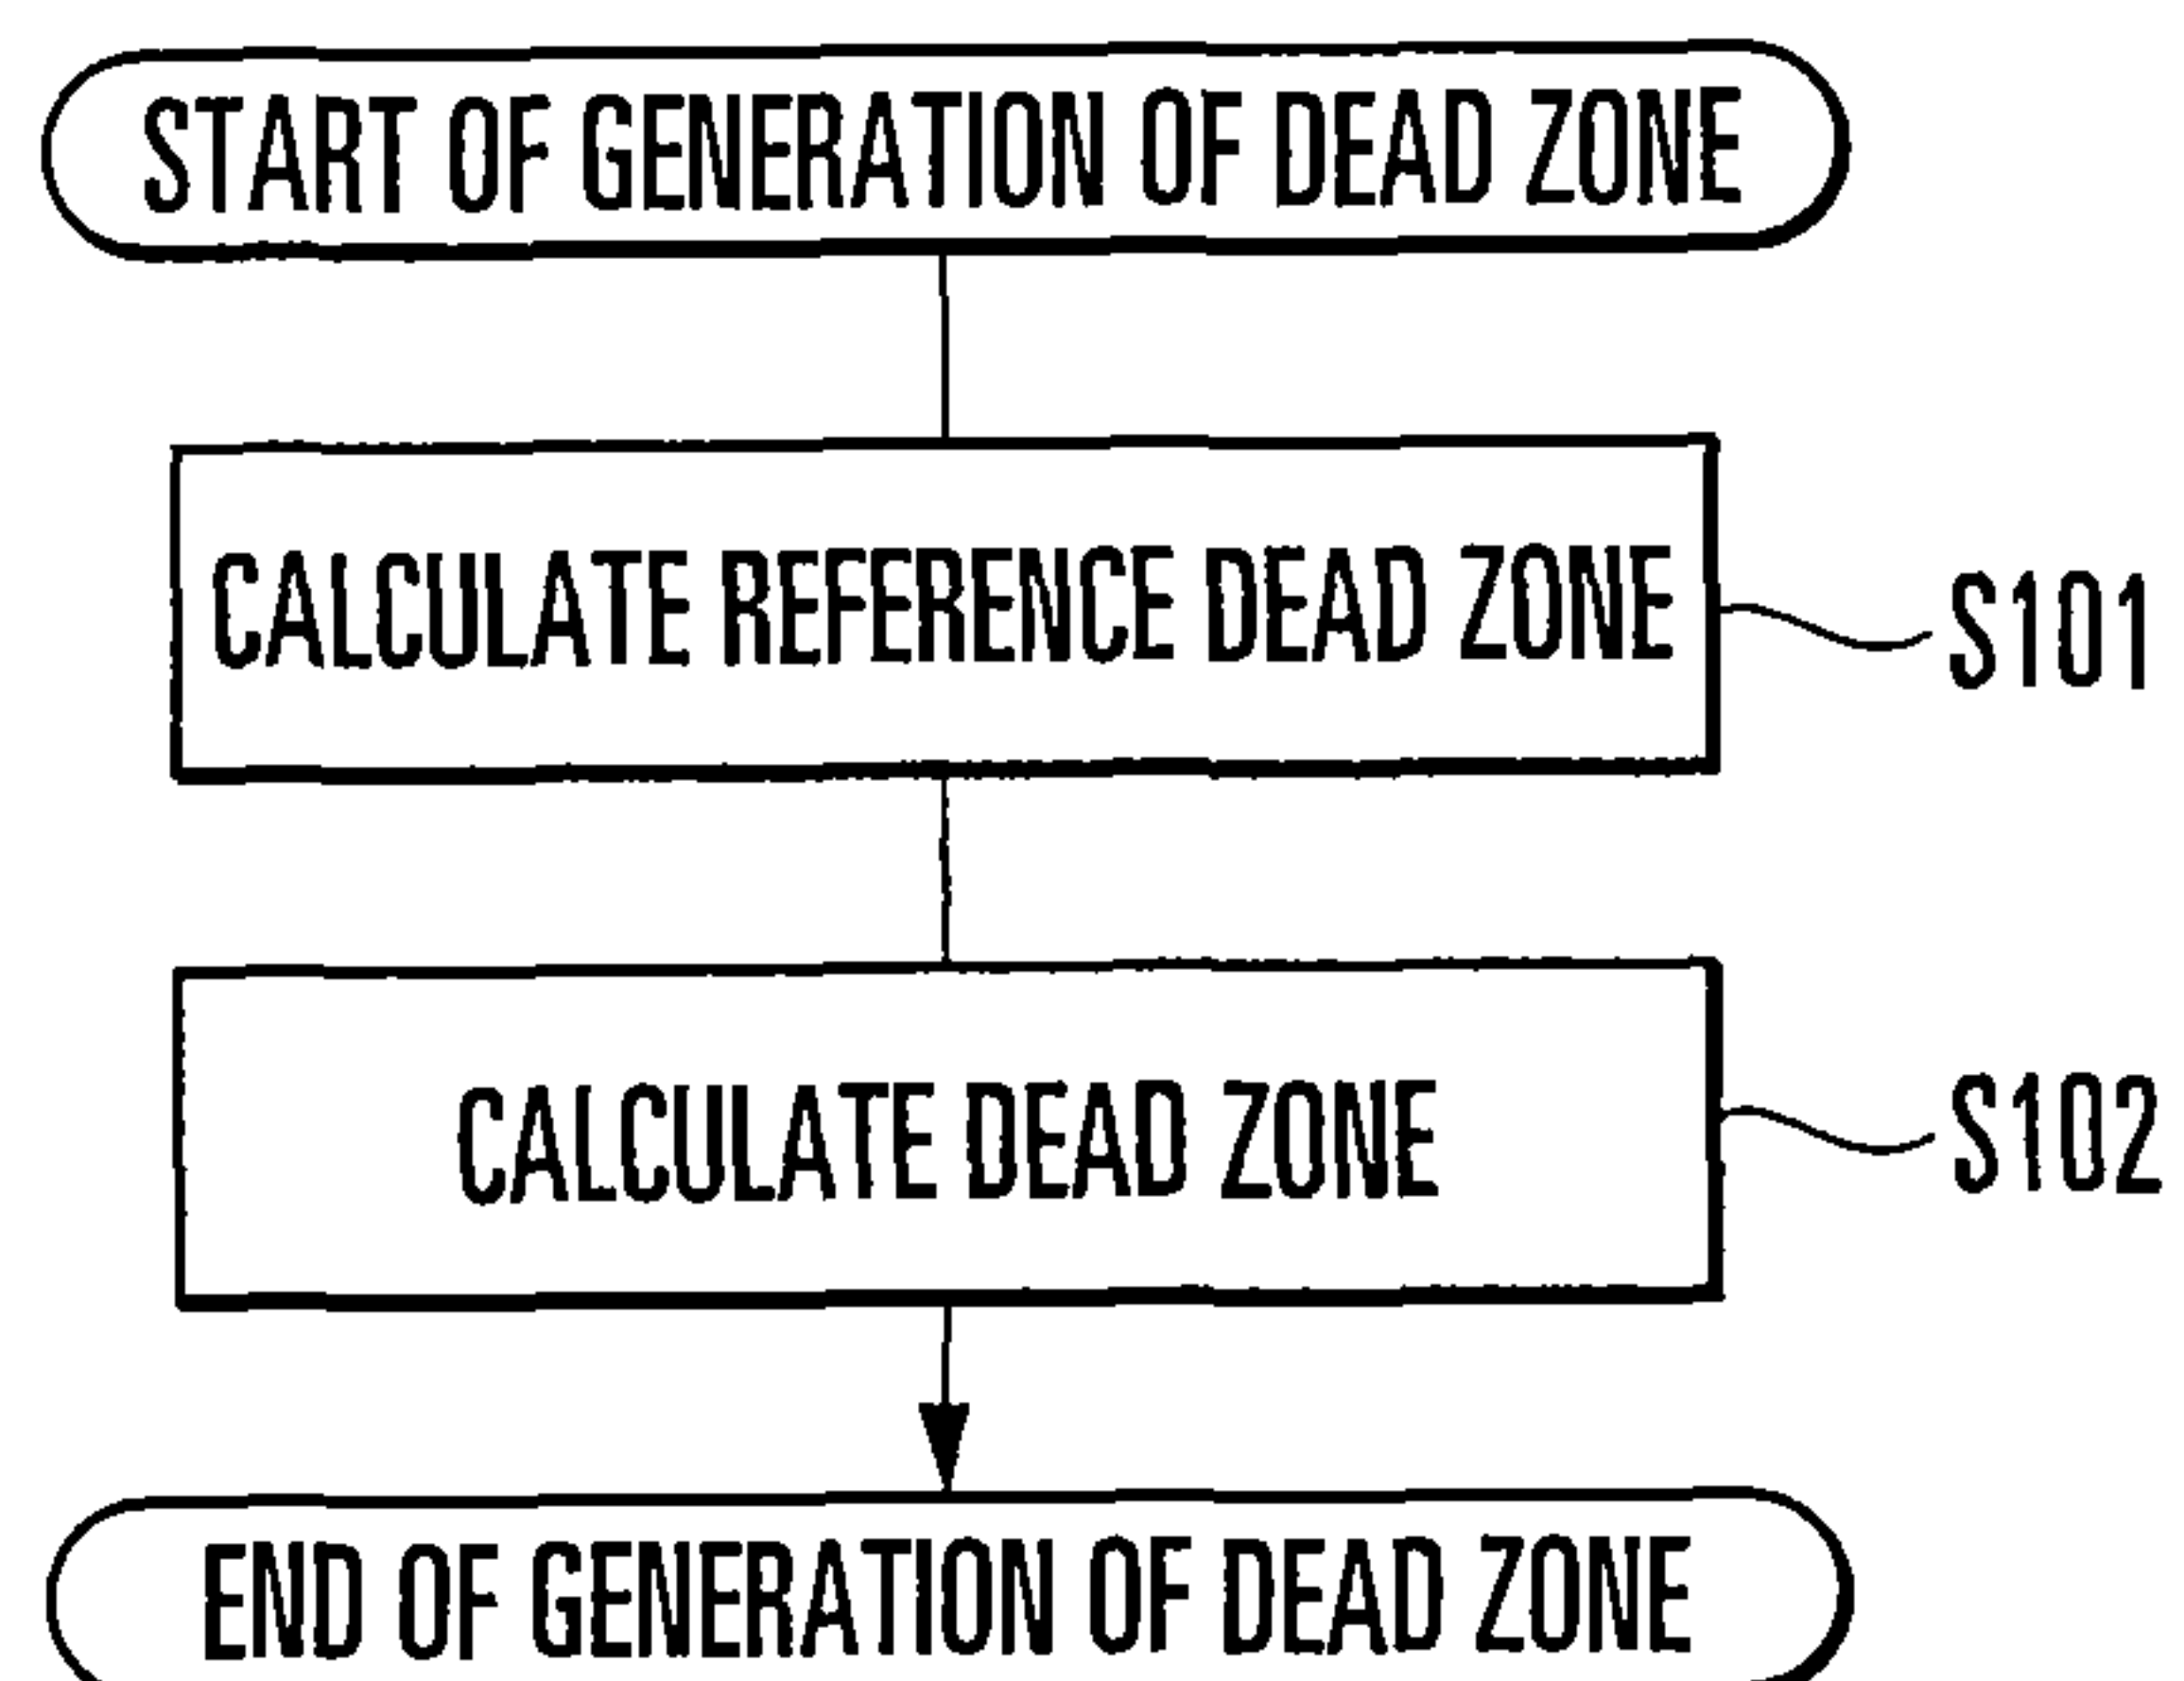 START OF GENERATION OF DEAD ZONE
CALCULATE REFERENCE DEAD ZONE
S101
CALCULATE DEAD ZONE
S102
END OF GENERATION OF DEAD ZONE